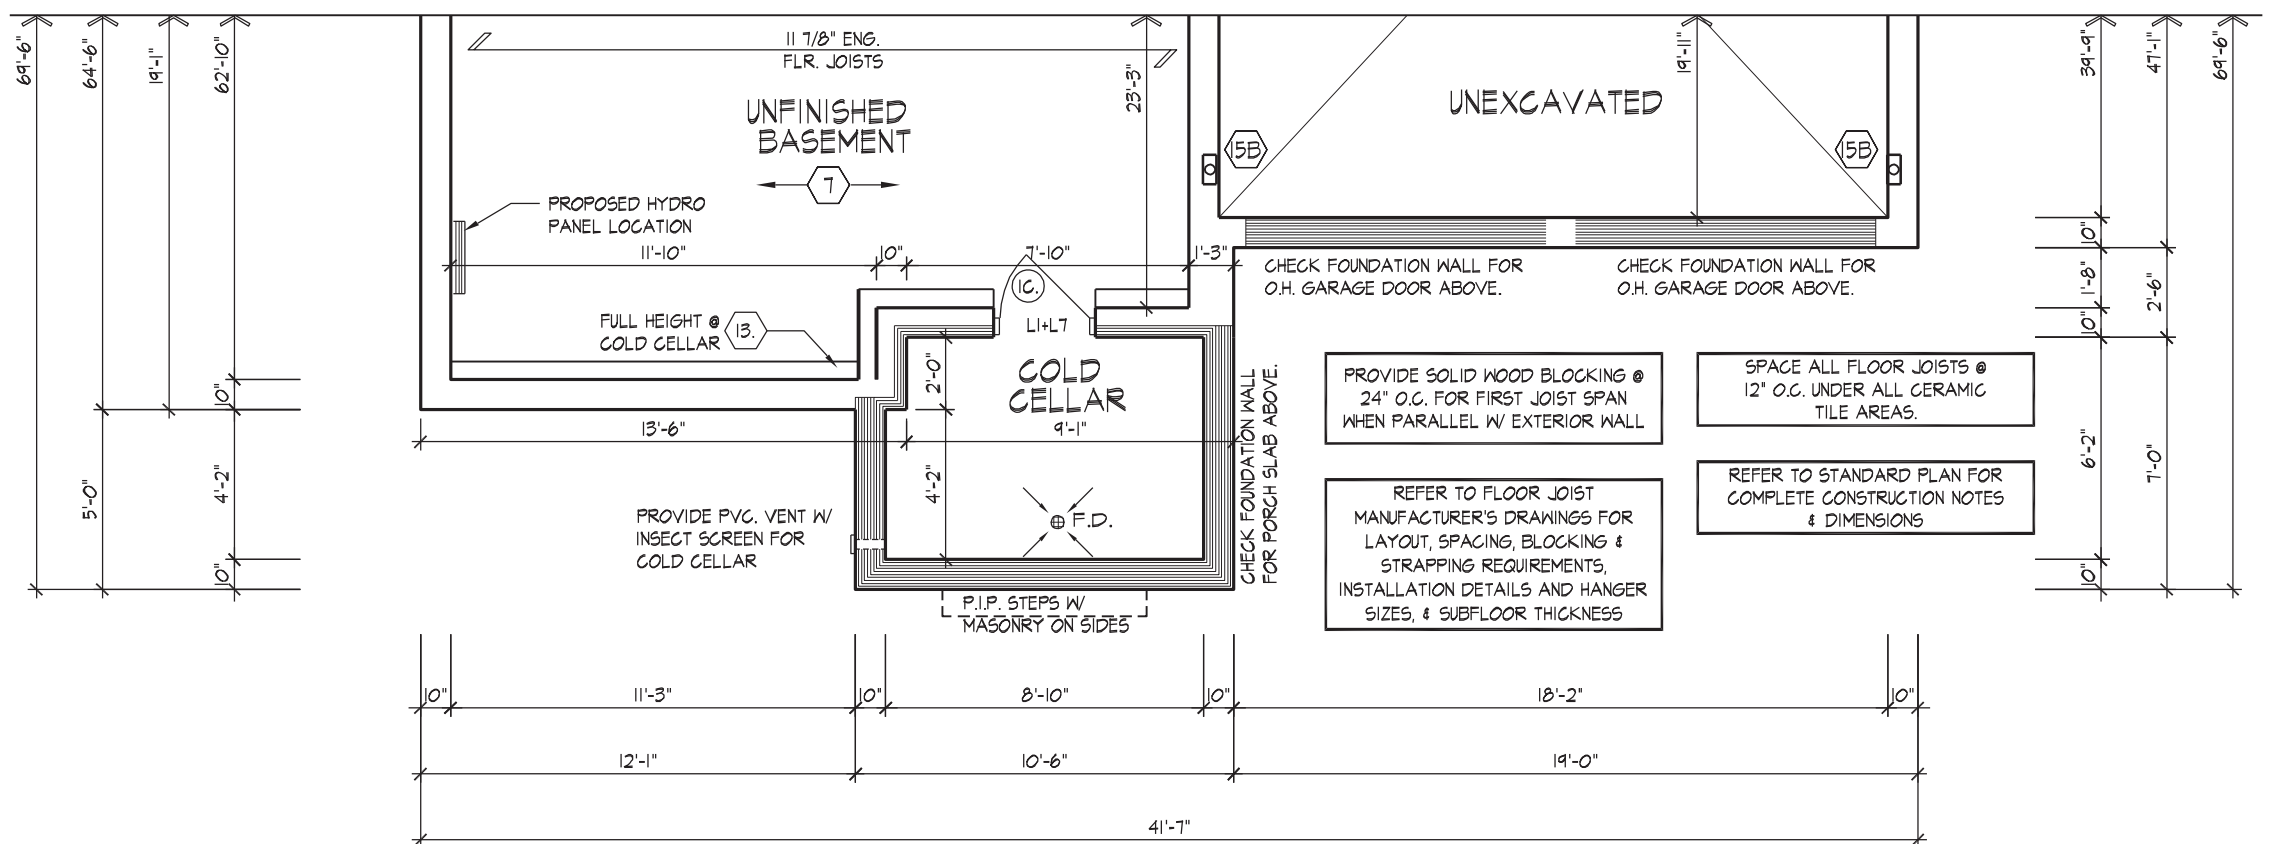 69'-6"
64'-6"
19'-1"
62'-10"
11 7/8" ENG.
FLR. JOISTS
23'-3"
19'-11"
39'-9"
47'-1"
69'-6"
UNFINISHED
BASEMENT
7
UNEXCAVATED
15B
15B
PROPOSED HYDRO
PANEL LOCATION
11'-10"
10"
7'-10"
1'-3"
10"
1'-8"
2'-6"
10"
CHECK FOUNDATION WALL FOR
O.H. GARAGE DOOR ABOVE.
CHECK FOUNDATION WALL FOR
O.H. GARAGE DOOR ABOVE.
1C.
L1+L7
FULL HEIGHT @
COLD CELLAR
13.
2'-0"
COLD
CELLAR
10"
13'-6"
9'-1"
4'-2"
5'-0"
4'-2"
10"
F.D.
PROVIDE PVC. VENT W/
INSECT SCREEN FOR
COLD CELLAR
CHECK FOUNDATION WALL
FOR PORCH SLAB ABOVE.
PROVIDE SOLID WOOD BLOCKING @
24" O.C. FOR FIRST JOIST SPAN
WHEN PARALLEL W/ EXTERIOR WALL
SPACE ALL FLOOR JOISTS @
12" O.C. UNDER ALL CERAMIC
TILE AREAS.
REFER TO FLOOR JOIST
MANUFACTURER'S DRAWINGS FOR
LAYOUT, SPACING, BLOCKING &
STRAPPING REQUIREMENTS,
INSTALLATION DETAILS AND HANGER
SIZES, & SUBFLOOR THICKNESS
REFER TO STANDARD PLAN FOR
COMPLETE CONSTRUCTION NOTES
& DIMENSIONS
6'-2"
7'-0"
10"
P.I.P. STEPS W/
MASONRY ON SIDES
10"
11'-3"
10"
8'-10"
10"
18'-2"
10"
12'-1"
10'-6"
19'-0"
41'-7"